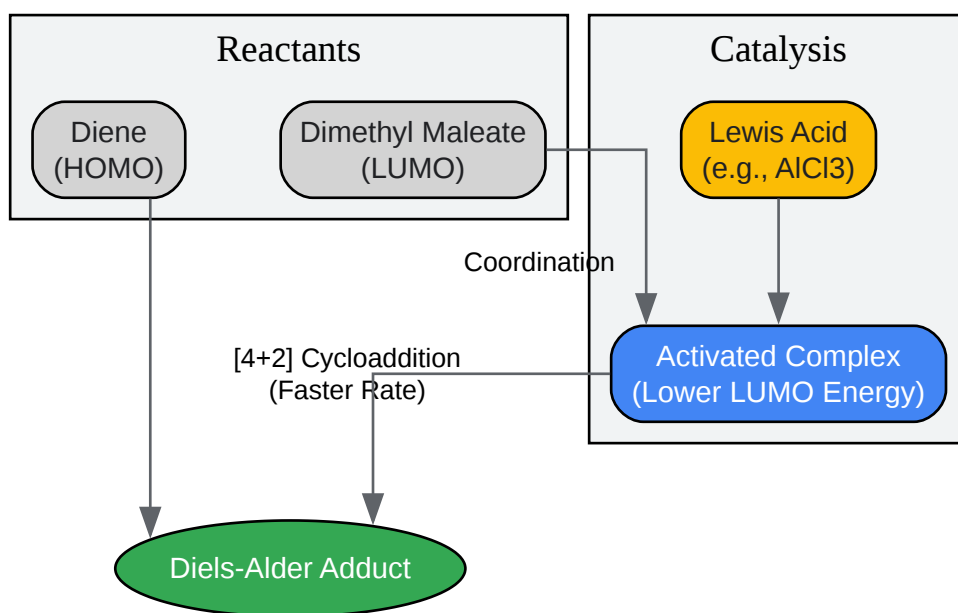 Reactants
Catalysis
Diene
(HOMO)
Dimethyl Maleate
(LUMO)
Lewis Acid
(e.g., AlCl3)
Coordination
[4+2] Cycloaddition
(Faster Rate)
Activated Complex
(Lower LUMO Energy)
Diels-Alder Adduct